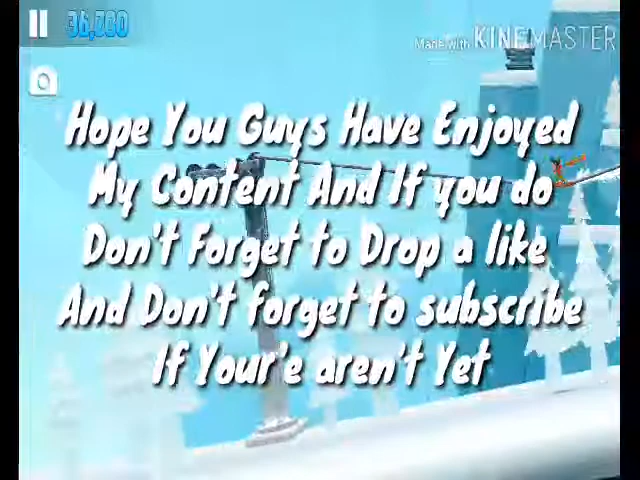 36,780
Made with KINEMASTER
Hope You Guys Have Enjoyed
My Content And If you do
Don't Forget to Drop a like
And Don't forget to subscribe
If Your'e aren't Yet